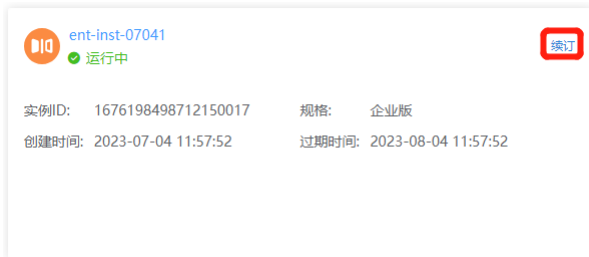 ent-inst-07041
运行中
续订
实例ID: 1676198498712150017 规格: 企业版
创建时间: 2023-07-04 11:57:52 过期时间: 2023-08-04 11:57:52